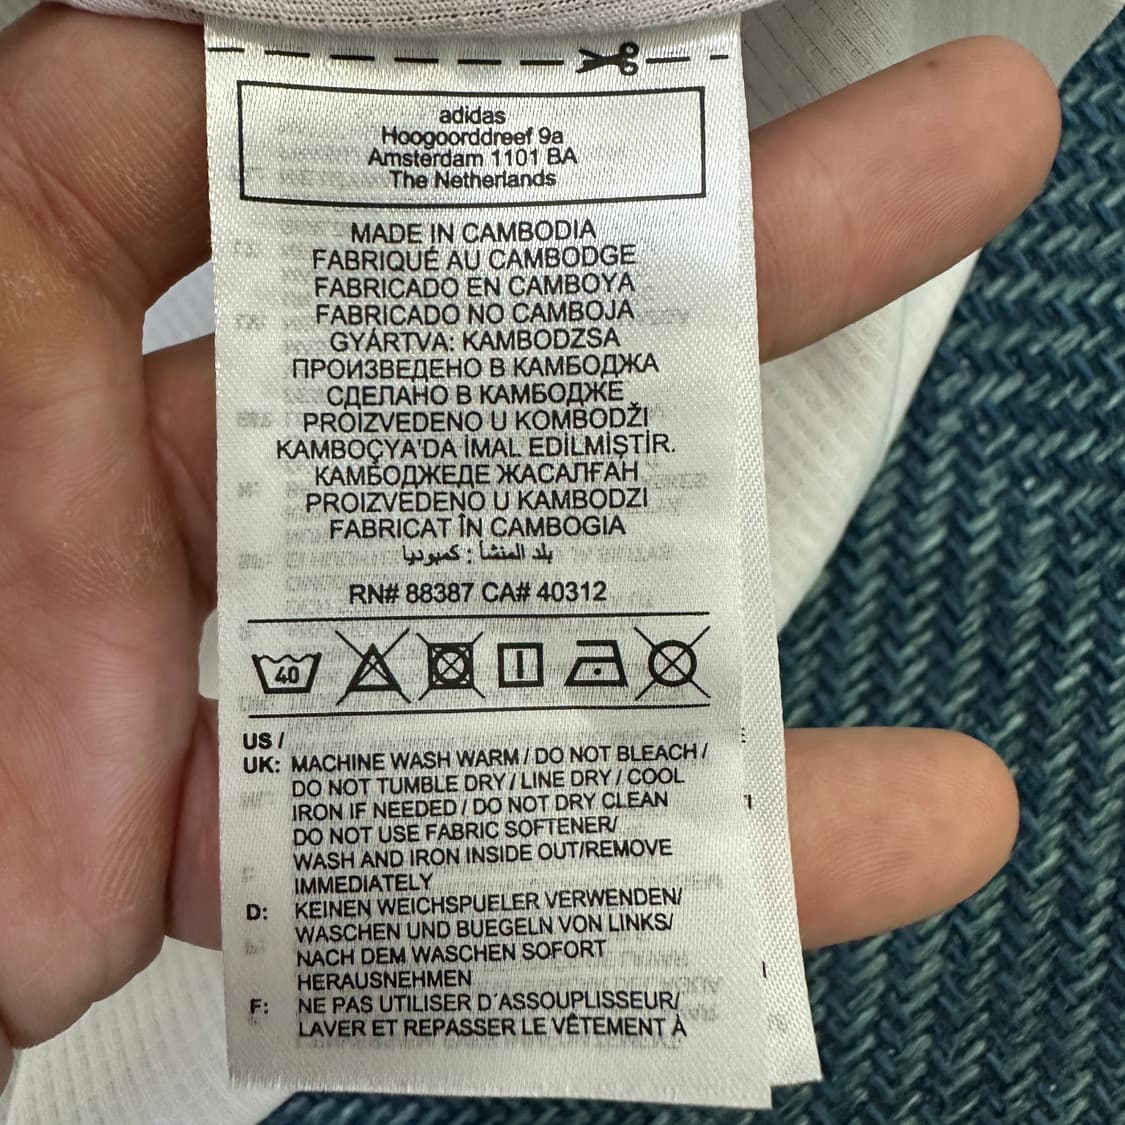 adidas
Hoogoorddreef 9a
Amsterdam 1101 BA
The Netherlands
MADE IN CAMBODIA
FABRIQUÉ AU CAMBODGE
FABRICADO EN CAMBOYA
FABRICADO NO CAMBOJA
GYÁRTVA: KAMBODZSA
ПРОИЗВЕДЕНО В КАМБОДЖА
СДЕЛАНО В КАМБОДЖЕ
PROIZVEDENO U KOMBODŽI
KAMBOÇYA'DA İMAL EDİLMİŞTİR.
КАМБОДЖЕДЕ ЖАСАЛҒАН
PROIZVEDENO U KAMBODZI
FABRICAT ÎN CAMBOGIA
بلد المنشأ : كمبوديا
RN# 88387 CA# 40312
40
US /
UK: MACHINE WASH WARM / DO NOT BLEACH /
DO NOT TUMBLE DRY / LINE DRY / COOL
IRON IF NEEDED / DO NOT DRY CLEAN
DO NOT USE FABRIC SOFTENER/
WASH AND IRON INSIDE OUT/REMOVE
IMMEDIATELY
D: KEINEN WEICHSPUELER VERWENDEN/
WASCHEN UND BUEGELN VON LINKS/
NACH DEM WASCHEN SOFORT
HERAUSNEHMEN
F: NE PAS UTILISER D'ASSOUPLISSEUR/
LAVER ET REPASSER LE VÊTEMENT À